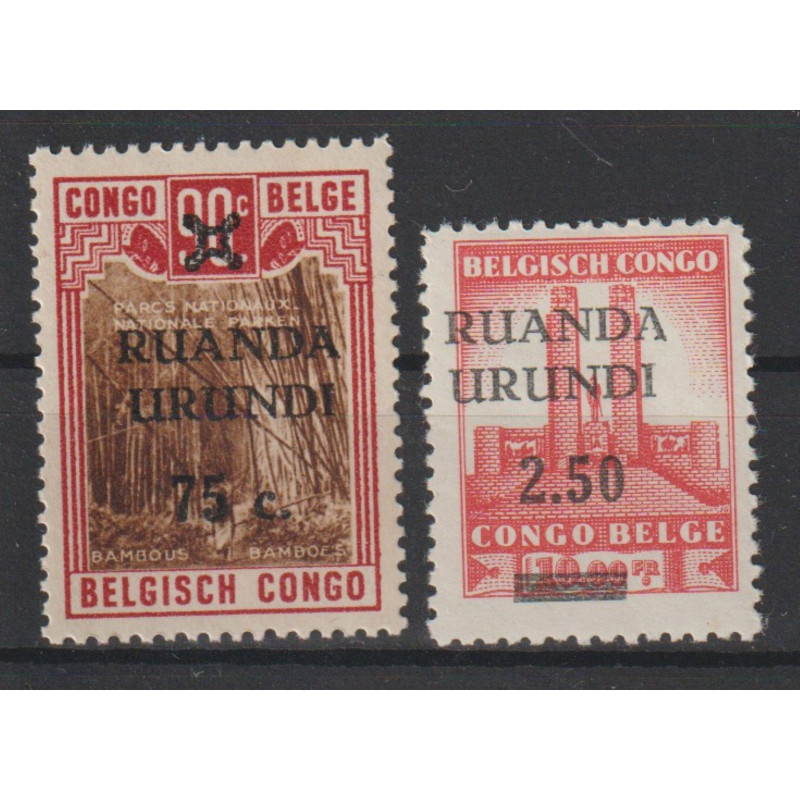 CONGO 90c BELGE
PARCS NATIONAUX.
NATIONALE PARKEN
RUANDA
URUNDI
75 c.
BAMBOUS BAMBOES
BELGISCH CONGO
BELGISCH CONGO
RUANDA
URUNDI
2.50
CONGO BELGE
10.00 FR.